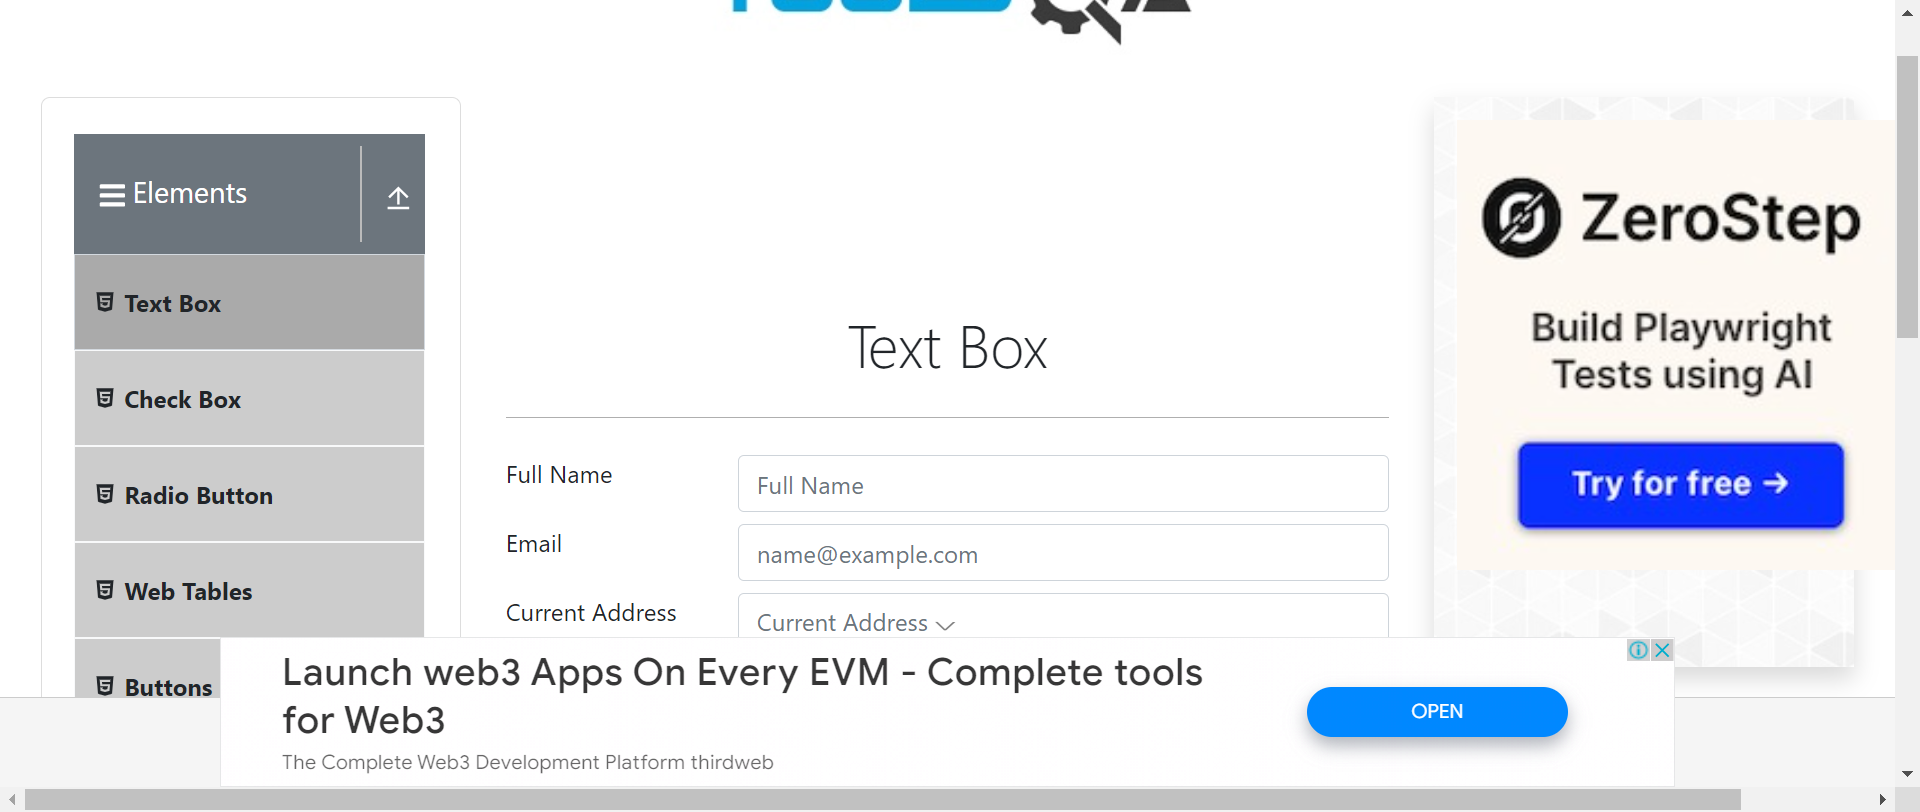 Elements
Text Box
Check Box
Radio Button
Web Tables
Buttons
Text Box
Full Name
Full Name
Email
name@example.com
Current Address
Current Address
ZeroStep
Build Playwright
Tests using AI
Try for free →
Launch web3 Apps On Every EVM - Complete tools
for Web3
The Complete Web3 Development Platform thirdweb
OPEN